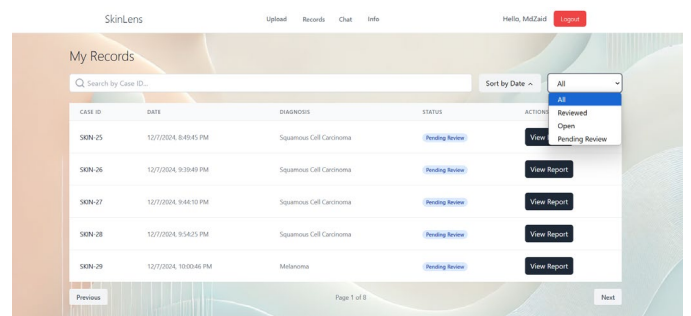 SkinLens Upload Records Chat Info Hello, MdZaid Logout
My Records
Search by Case ID... Sort by Date All
All
Reviewed
Open
Pending Review
CASE ID DATE DIAGNOSIS STATUS ACTIONS
SKIN-25 12/7/2024, 8:49:45 PM Squamous Cell Carcinoma Pending Review View
SKIN-26 12/7/2024, 9:39:49 PM Squamous Cell Carcinoma Pending Review View Report
SKIN-27 12/7/2024, 9:44:10 PM Squamous Cell Carcinoma Pending Review View Report
SKIN-28 12/7/2024, 9:54:25 PM Squamous Cell Carcinoma Pending Review View Report
SKIN-29 12/7/2024, 10:00:46 PM Melanoma Pending Review View Report
Previous Page 1 of 8 Next